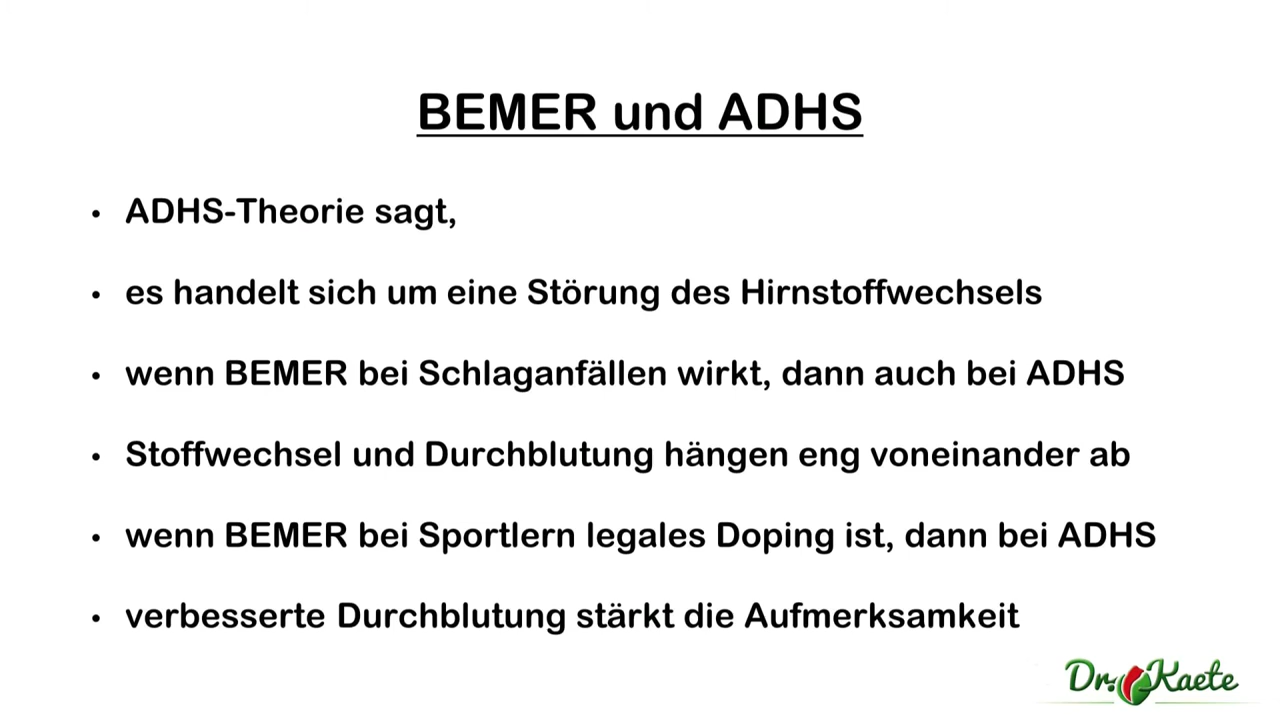 BEMER und ADHS
• ADHS-Theorie sagt,
• es handelt sich um eine Störung des Hirnstoffwechsels
• wenn BEMER bei Schlaganfällen wirkt, dann auch bei ADHS
• Stoffwechsel und Durchblutung hängen eng voneinander ab
• wenn BEMER bei Sportlern legales Doping ist, dann bei ADHS
• verbesserte Durchblutung stärkt die Aufmerksamkeit
Dr. Kaete